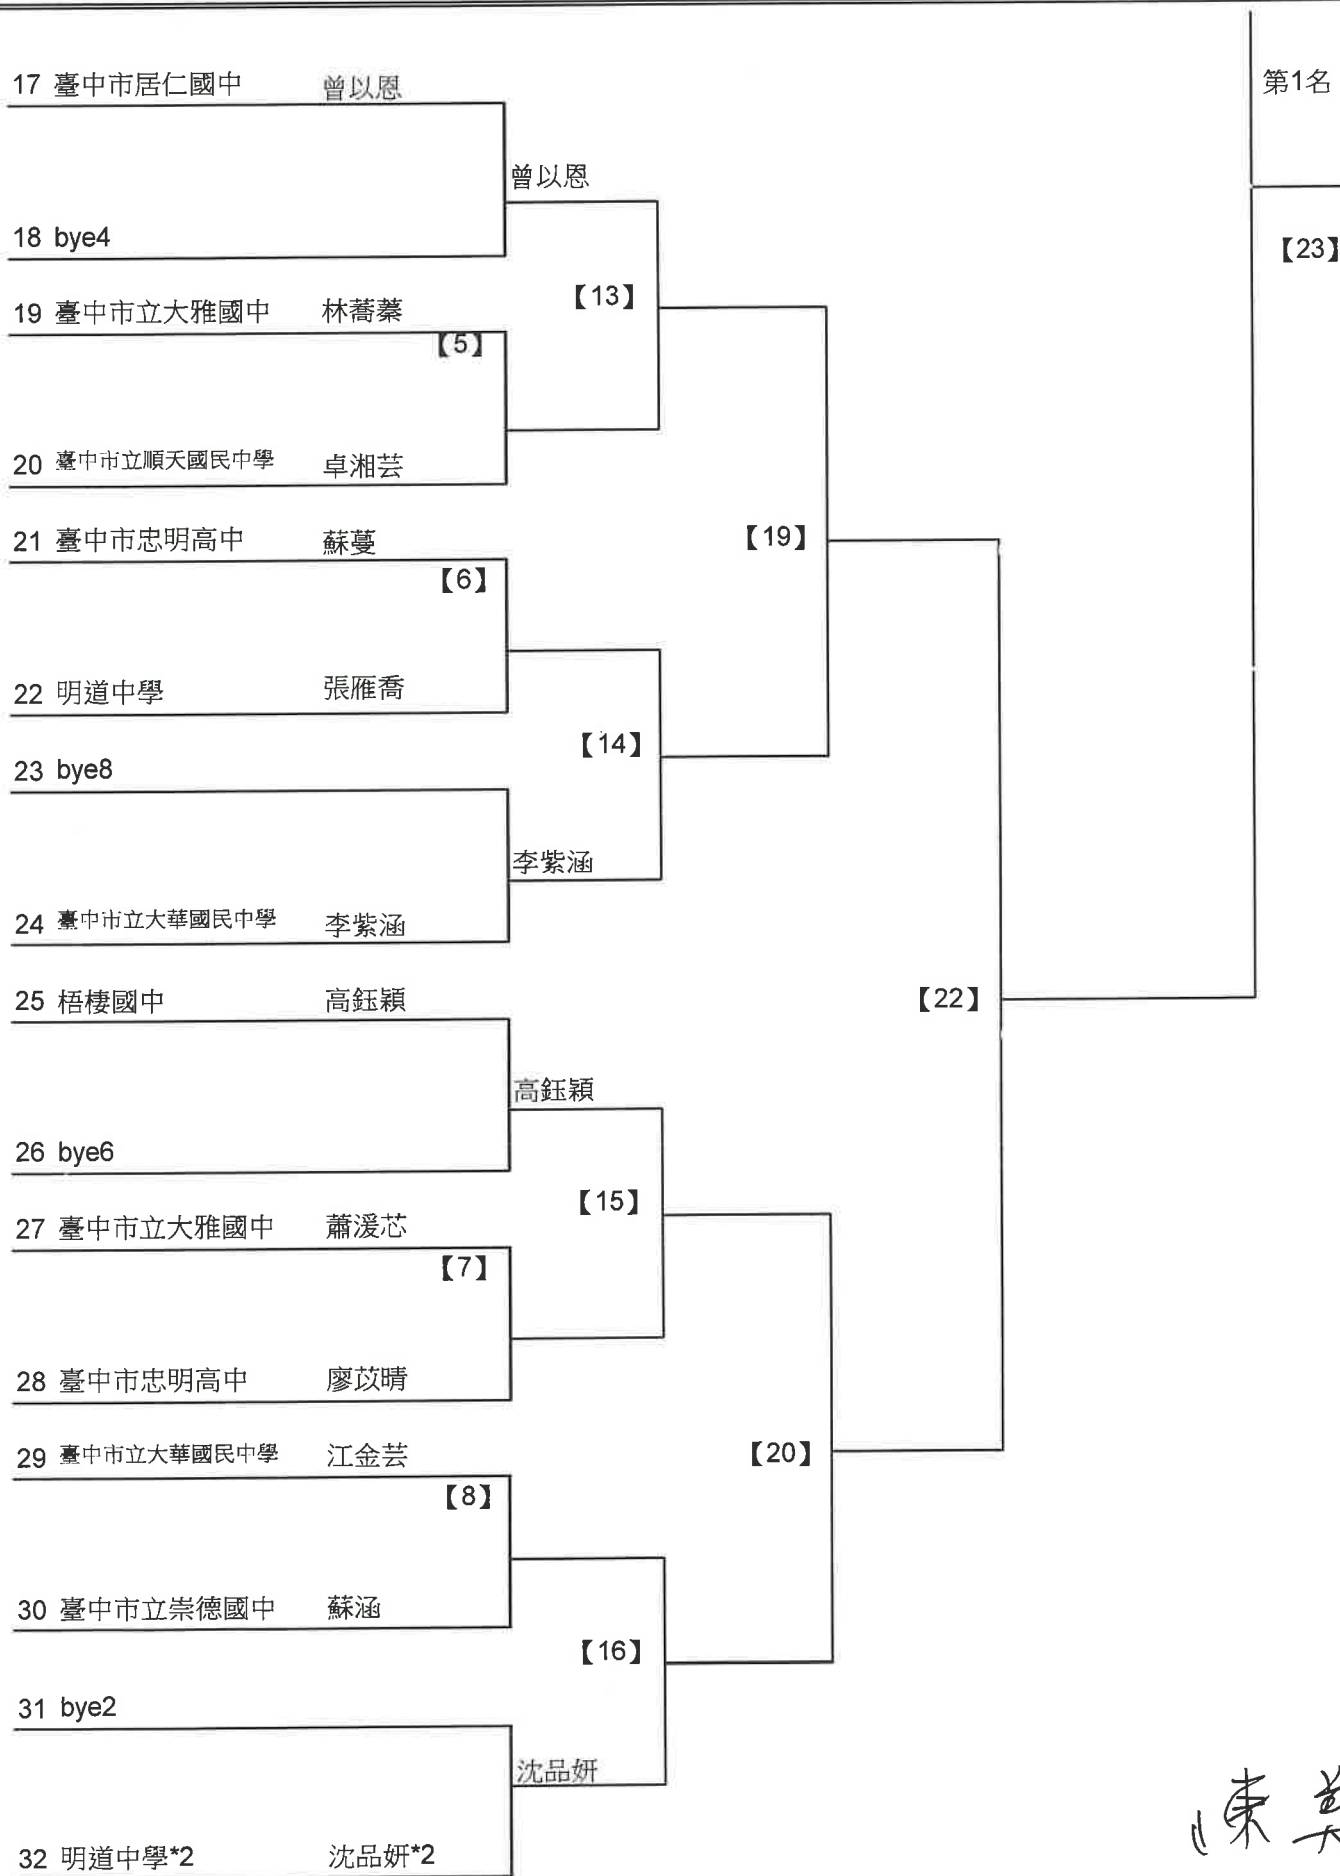 第1名
17 臺中市居仁國中 曾以恩
曾以恩
18 bye4
【23】
【13】
19 臺中市立大雅國中 林蕎蓁
【5】
20 臺中市立順天國民中學 卓湘芸
21 臺中市忠明高中 蘇蔓
【19】
【6】
22 明道中學 張雁喬
【14】
23 bye8
李紫涵
24 臺中市立大華國民中學 李紫涵
25 梧棲國中 高鈺穎
【22】
高鈺穎
26 bye6
【15】
27 臺中市立大雅國中 蕭湲芯
【7】
28 臺中市忠明高中 廖苡晴
29 臺中市立大華國民中學 江金芸
【20】
【8】
30 臺中市立崇德國中 蘇涵
【16】
31 bye2
沈品妍
32 明道中學*2 沈品妍*2